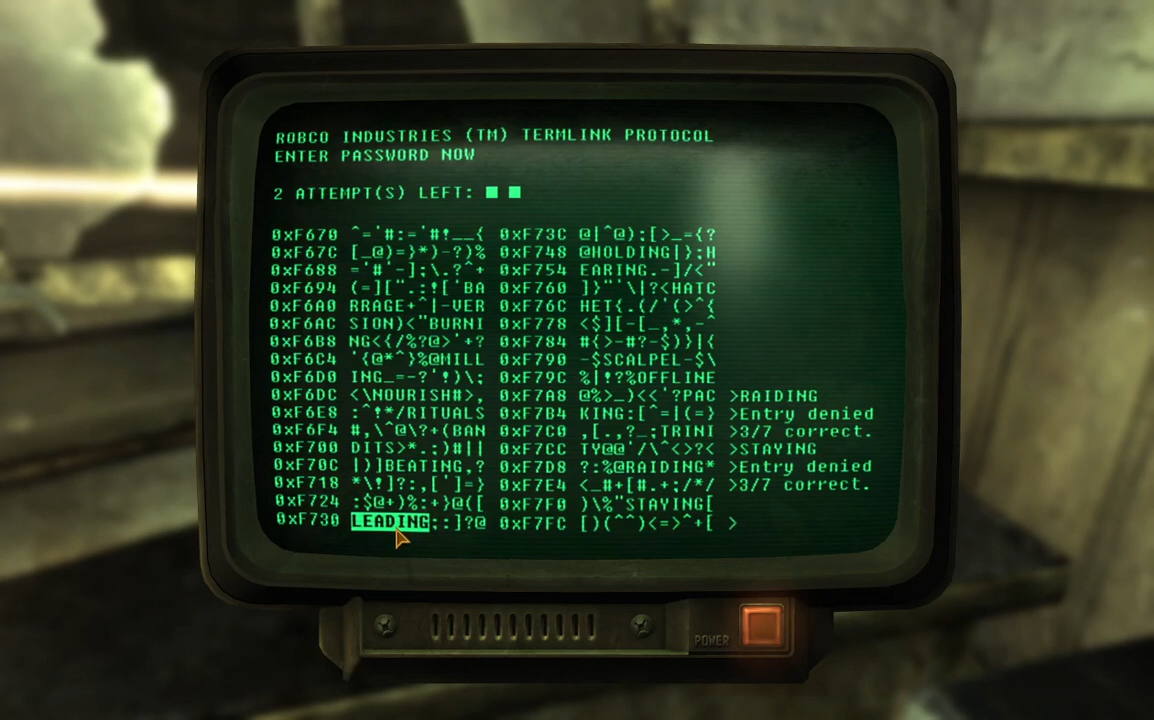 ROBCO INDUSTRIES (TM) TERMLINK PROTOCOL
ENTER PASSWORD NOW
2 ATTEMPT(S) LEFT: ■ ■
0xF670 ^='#:='#!__{ 0xF73C @|^@);[>_={?
0xF67C [_@)=}*)-?)% 0xF748 @HOLDING|};H
0xF688 ='#'-];\.?^+ 0xF754 EARING.-]/<"
0xF694 (=][".:!['BA 0xF760 ]}"'\|?<HATC
0xF6A0 RRAGE+^|-VER 0xF76C HET{.(/'(>^{
0xF6AC SION)<"BURNI 0xF778 <$][-[_,*,-^
0xF6B8 NG<{/%?@>'+? 0xF784 #{>-#?-$)}|{
0xF6C4 '{@*^}%@MILL 0xF790 -$SCALPEL-$\
0xF6D0 ING_=-?'!)\; 0xF79C %|!?%OFFLINE
0xF6DC <\NOURISH#>, 0xF7A8 @%>_)<<'?PAC >RAIDING
0xF6E8 :^!*/RITUALS 0xF7B4 KING:[^=|(=} >Entry denied
0xF6F4 #,\^@\?+(BAN 0xF7C0 ,[.,?_;TRINI >3/7 correct.
0xF700 DITS>*.:)#|| 0xF7CC TY@@'/\^<>?< >STAYING
0xF70C |)]BEATING,? 0xF7D8 ?:%@RAIDING* >Entry denied
0xF718 *\!]?:,[']=} 0xF7E4 <_#+[#.+;/*/ >3/7 correct.
0xF724 :$@+)%:+}@([ 0xF7F0 )\%"STAYING[
0xF730 LEADING;:]?@ 0xF7FC [)(^^)<=>^+[ >
POWER